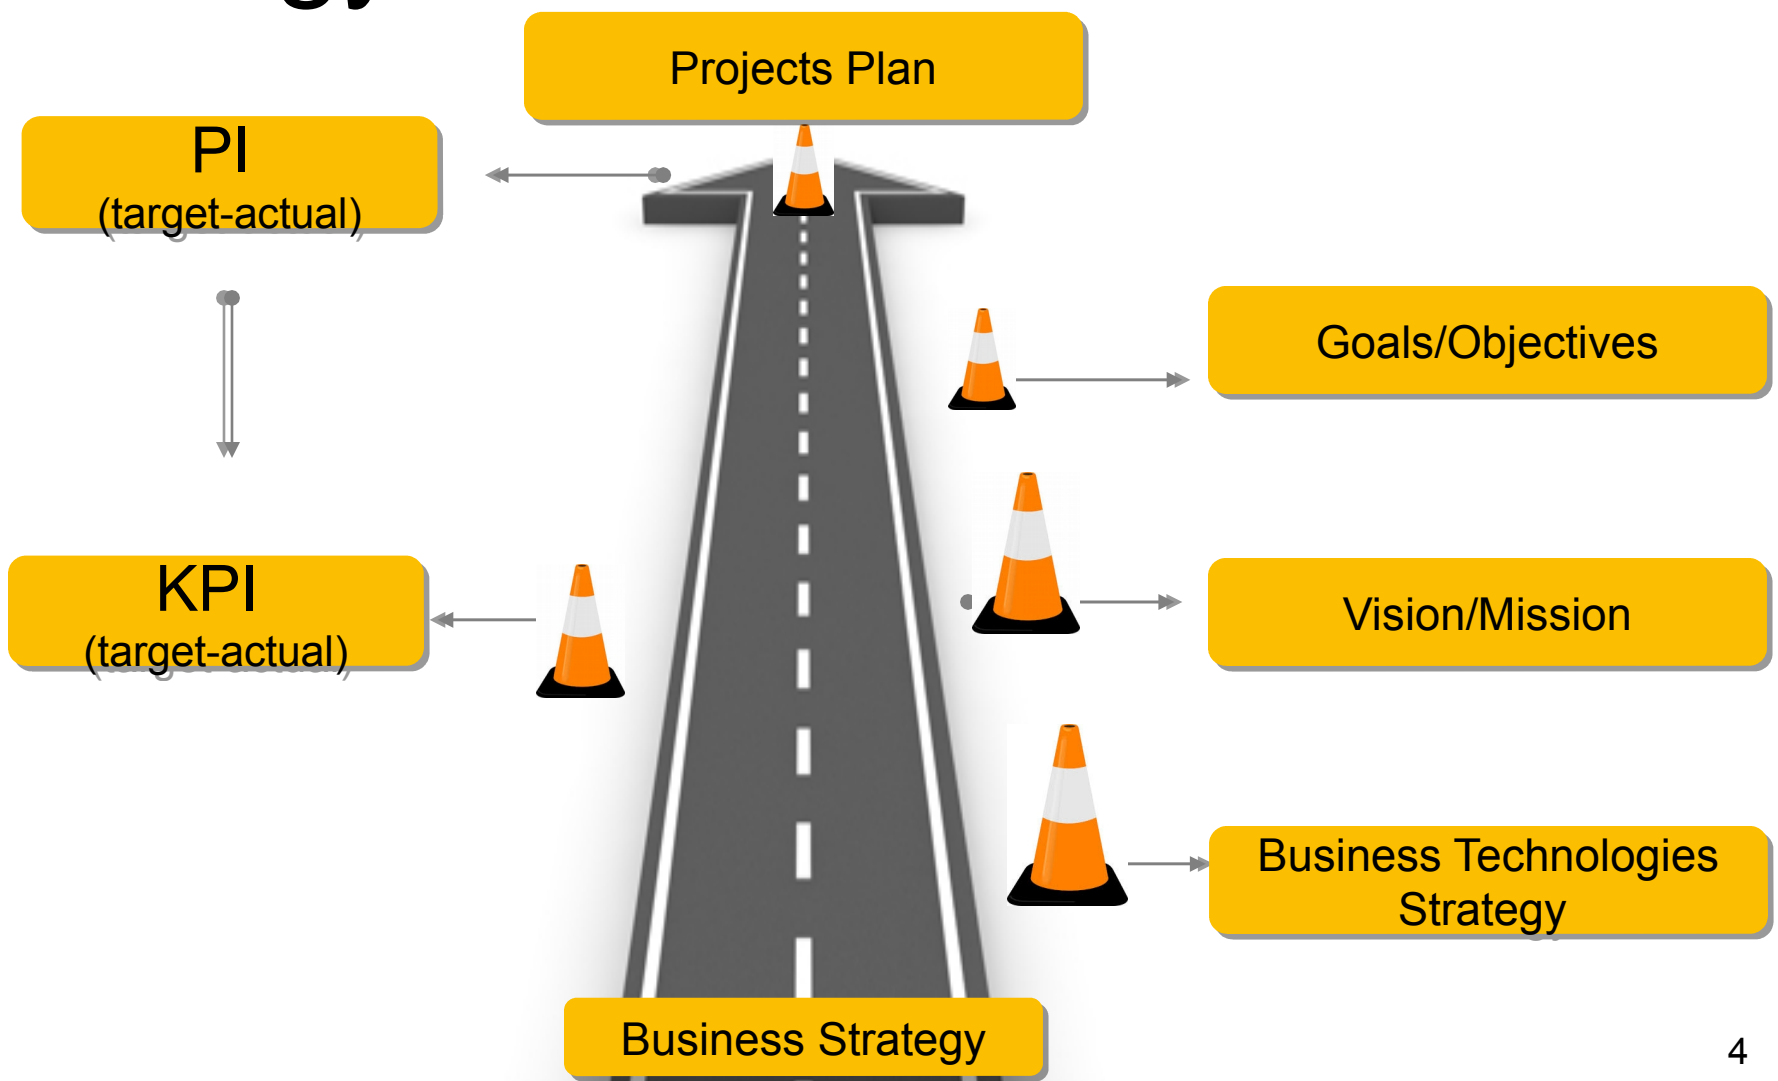 Projects Plan
PI
(target-actual)
Goals/Objectives
KPI
(target-actual)
Vision/Mission
Business Technologies
Strategy
Business Strategy
4